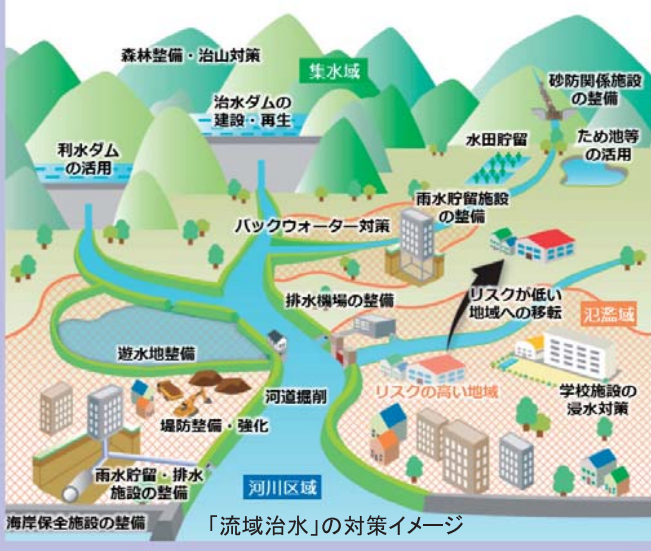 森林整備・治山対策
集水域
砂防関係施設
の整備
治水ダムの
建設・再生
水田貯留
ため池等
の活用
利水ダム
の活用
雨水貯留施設
の整備
バックウォーター対策
排水機場の整備
リスクが低い
地域への移転
氾濫域
遊水地整備
リスクの高い地域
学校施設の
浸水対策
河道掘削
堤防整備・強化
雨水貯留・排水
施設の整備
河川区域
海岸保全施設の整備
「流域治水」の対策イメージ